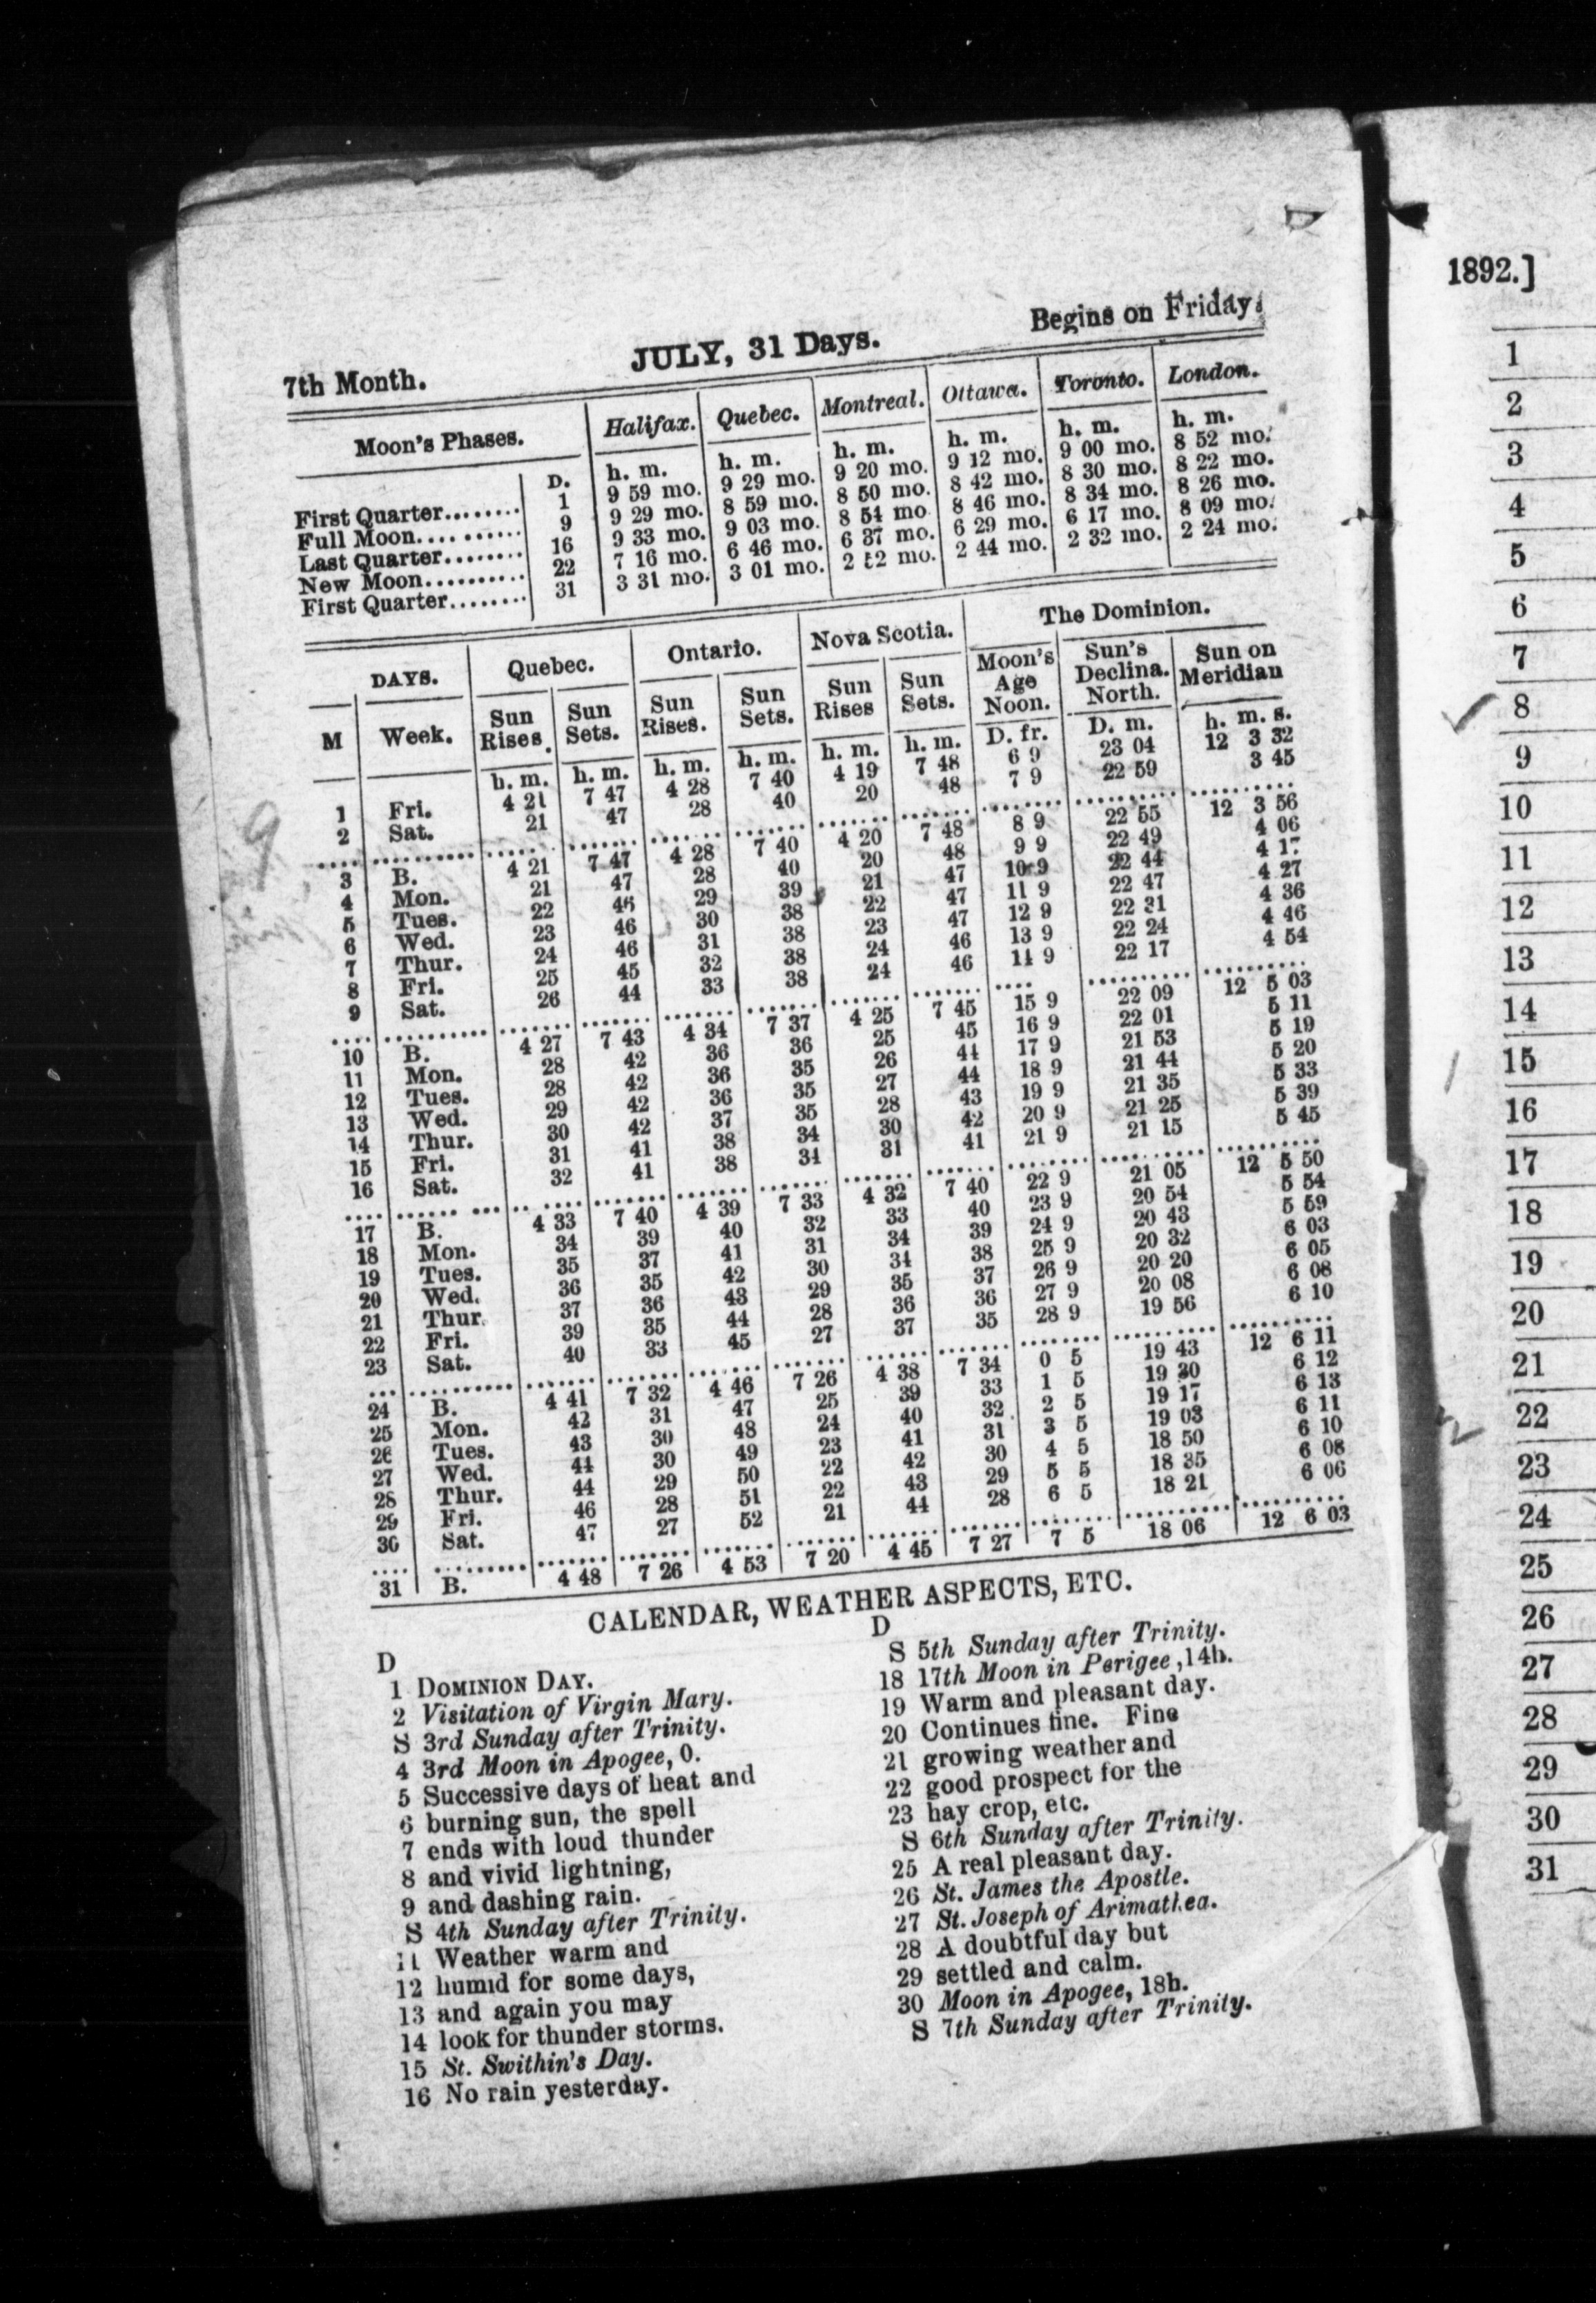 7th Month. JULY, 31 Days. Begins on Friday.
Moon's Phases. Halifax. Quebec. Montreal. Ottawa. Toronto. London.
D. h. m. h. m. h. m. h. m. h. m. h. m.
First Quarter........ 1 9 59 mo. 9 29 mo. 9 20 mo. 9 12 mo. 9 00 mo. 8 52 mo.
Full Moon.......... 9 9 29 mo. 8 59 mo. 8 50 mo. 8 42 mo. 8 30 mo. 8 22 mo.
Last Quarter........ 16 9 33 mo. 9 03 mo. 8 54 mo 8 46 mo. 8 34 mo. 8 26 mo.
New Moon.......... 22 7 16 mo. 6 46 mo. 6 37 mo. 6 29 mo. 6 17 mo. 8 09 mo.
First Quarter........ 31 3 31 mo. 3 01 mo. 2 52 mo. 2 44 mo. 2 32 mo. 2 24 mo.
DAYS. Quebec. Ontario. Nova Scotia. The Dominion.
M Week. Sun Rises. Sun Sets. Sun Rises. Sun Sets. Sun Rises Sun Sets. Moon's Age Noon. Sun's Declina. North. Sun on Meridian
h. m. h. m. h. m. h. m. h. m. h. m. D. fr. D. m. h. m. s.
1 Fri. 4 21 7 47 4 28 7 40 4 19 7 48 6 9 23 04 12 3 32
2 Sat. 21 47 28 40 20 48 7 9 22 59 3 45
3 B. 4 21 7 47 4 28 7 40 4 20 7 48 8 9 22 55 12 3 56
4 Mon. 21 47 28 40 20 48 9 9 22 49 4 06
5 Tues. 22 46 29 39 21 47 10 9 22 44 4 17
6 Wed. 23 46 30 38 22 47 11 9 22 47 4 27
7 Thur. 24 46 31 38 23 47 12 9 22 31 4 36
8 Fri. 25 45 32 38 24 46 13 9 22 24 4 46
9 Sat. 26 44 33 38 24 46 14 9 22 17 4 54
10 B. 4 27 7 43 4 34 7 37 4 25 7 45 15 9 22 09 12 5 03
11 Mon. 28 42 36 36 25 45 16 9 22 01 5 11
12 Tues. 28 42 36 35 26 44 17 9 21 53 5 19
13 Wed. 29 42 36 35 27 44 18 9 21 44 5 20
14 Thur. 30 42 37 35 28 43 19 9 21 35 5 33
15 Fri. 31 41 38 34 30 42 20 9 21 25 5 39
16 Sat. 32 41 38 34 31 41 21 9 21 15 5 45
17 B. 4 33 7 40 4 39 7 33 4 32 7 40 22 9 21 05 12 5 50
18 Mon. 34 39 40 32 33 40 23 9 20 54 5 54
19 Tues. 35 37 41 31 34 39 24 9 20 43 5 59
20 Wed. 36 35 42 30 34 38 25 9 20 32 6 03
21 Thur. 37 36 43 29 35 37 26 9 20 20 6 05
22 Fri. 39 35 44 28 36 36 27 9 20 08 6 08
23 Sat. 40 33 45 27 37 35 28 9 19 56 6 10
24 B. 4 41 7 32 4 46 7 26 4 38 7 34 0 5 19 43 12 6 11
25 Mon. 42 31 47 25 39 33 1 5 19 30 6 12
26 Tues. 43 30 48 24 40 32 2 5 19 17 6 13
27 Wed. 44 30 49 23 41 31 3 5 19 03 6 11
28 Thur. 44 29 50 22 42 30 4 5 18 50 6 10
29 Fri. 46 28 51 22 43 29 5 5 18 35 6 08
30 Sat. 47 27 52 21 44 28 6 5 18 21 6 06
31 B. 4 48 7 26 4 53 7 20 4 45 7 27 7 5 18 06 12 6 03
CALENDAR, WEATHER ASPECTS, ETC.
D
1 DOMINION DAY.
2 Visitation of Virgin Mary.
S 3rd Sunday after Trinity.
4 3rd Moon in Apogee, 0.
5 Successive days of heat and
6 burning sun, the spell
7 ends with loud thunder
8 and vivid lightning,
9 and dashing rain.
S 4th Sunday after Trinity.
11 Weather warm and
12 humid for some days,
13 and again you may
14 look for thunder storms.
15 St. Swithin's Day.
16 No rain yesterday.
D
S 5th Sunday after Trinity.
18 17th Moon in Perigee, 14h.
19 Warm and pleasant day.
20 Continues fine. Fine
21 growing weather and
22 good prospect for the
23 hay crop, etc.
S 6th Sunday after Trinity.
25 A real pleasant day.
26 St. James the Apostle.
27 St. Joseph of Arimathea.
28 A doubtful day but
29 settled and calm.
30 Moon in Apogee, 18h.
S 7th Sunday after Trinity.
1892.]
1
2
3
4
5
6
7
8
9
10
11
12
13
14
15
16
17
18
19
20
21
22
23
24
25
26
27
28
29
30
31